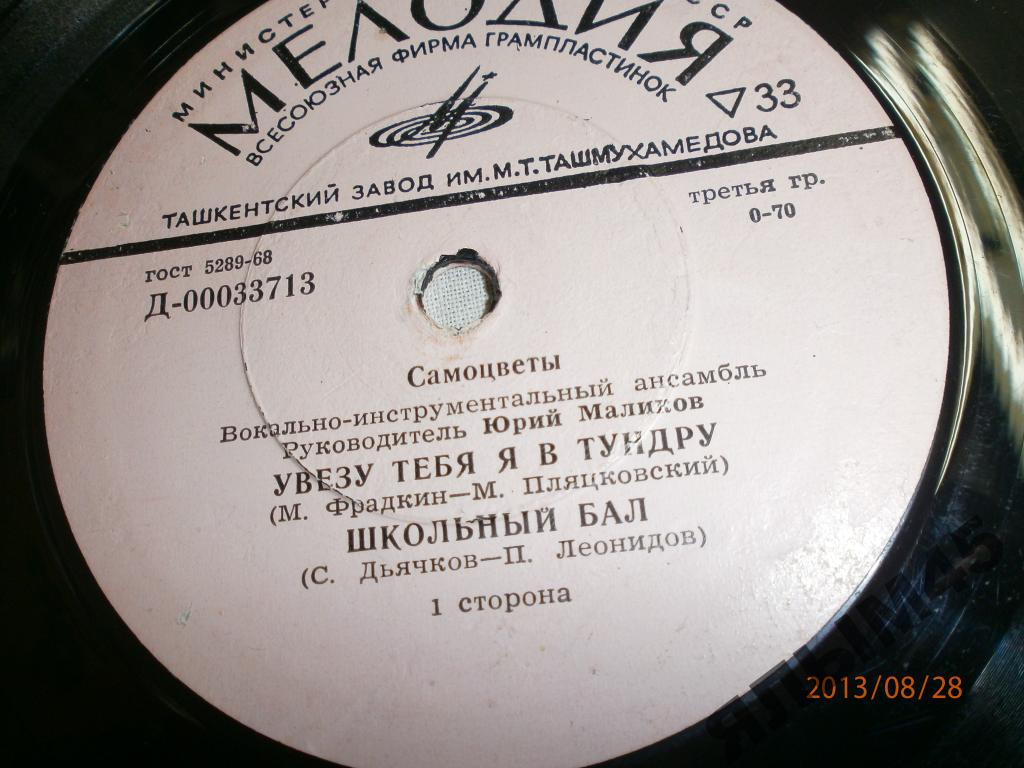 МЕЛОДИЯ
ВСЕСОЮЗНАЯ ФИРМА ГРАМПЛАСТИНОК
▽33
ТАШКЕНТСКИЙ ЗАВОД ИМ.М.Т.ТАШМУХАМЕДОВА
гост 5289-68
третья гр.
Д-00033713
0-70
Самоцветы
Вокально-инструментальный ансамбль
Руководитель Юрий Маликов
УВЕЗУ ТЕБЯ Я В ТУНДРУ
(М. Фрадкин—М. Пляцковский)
ШКОЛЬНЫЙ БАЛ
(С. Дьячков—П. Леонидов)
1 сторона
2013/08/28
ЯЛЫМ45